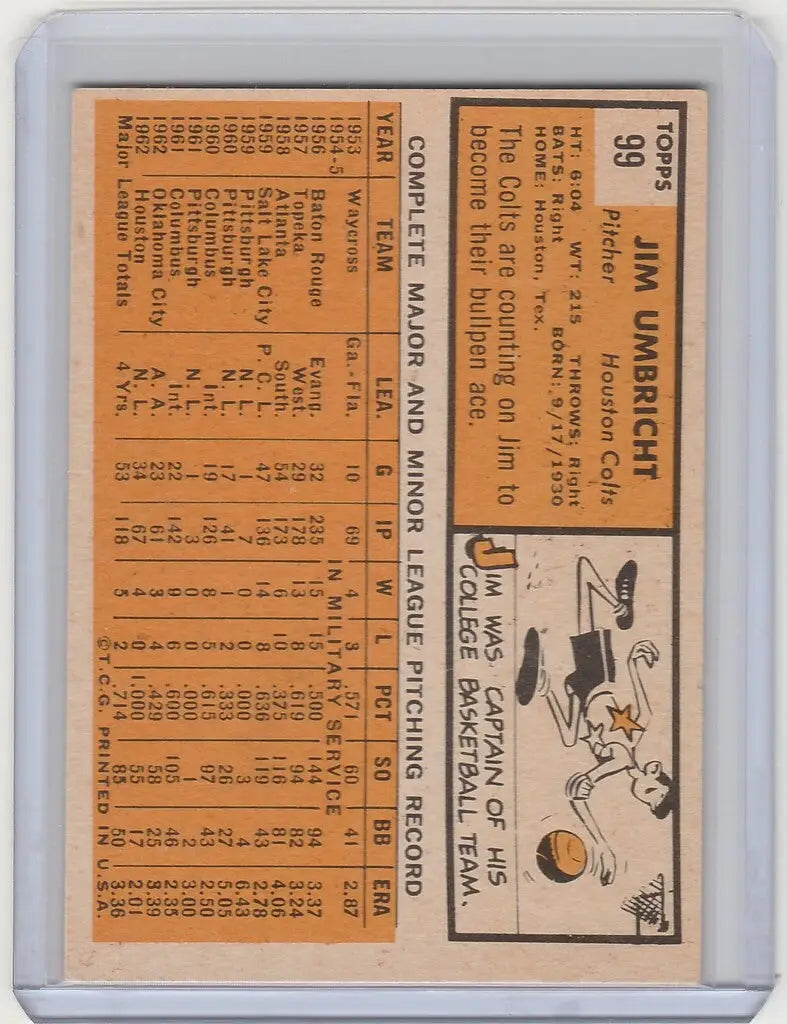 TOPPS
99
JIM UMBRICHT
Pitcher Houston Colts
HT: 6:04 WT: 215 THROWS: Right
BATS: Right BORN: 9/17/1930
HOME: Houston, Tex.
The Colts are counting on Jim to
become their bullpen ace.
JIM WAS CAPTAIN OF HIS
COLLEGE BASKETBALL TEAM.
COMPLETE MAJOR AND MINOR LEAGUE PITCHING RECORD
YEAR TEAM LEA. G IP W L PCT SO BB ERA
1953 Waycross Ga.-Fla. 10 69 4 3 .571 60 41 2.87
1954-5 IN MILITARY SERVICE
1956 Baton Rouge Evang. 32 235 15 15 .500 144 94 3.37
1957 Topeka West. 29 178 13 8 .619 94 82 3.24
1958 Atlanta South. 54 173 6 10 .375 116 81 4.06
1959 Salt Lake City P. C. L. 47 136 14 8 .636 119 43 2.78
1959 Pittsburgh N. L. 1 7 0 0 .000 3 4 6.43
1960 Pittsburgh N. L. 17 41 1 2 .333 26 27 5.05
1960 Columbus Int. 19 126 8 5 .615 97 43 2.50
1961 Pittsburgh N. L. 1 3 0 0 .000 1 2 3.00
1961 Columbus Int. 22 142 9 6 .600 105 46 2.35
1962 Oklahoma City A. A. 23 61 3 4 .429 58 25 3.39
1962 Houston N. L. 34 67 4 0 1.000 55 17 2.01
Major League Totals 4 Yrs. 53 118 5 2 .714 85 50 3.36
©T.C.G. PRINTED IN U.S.A.